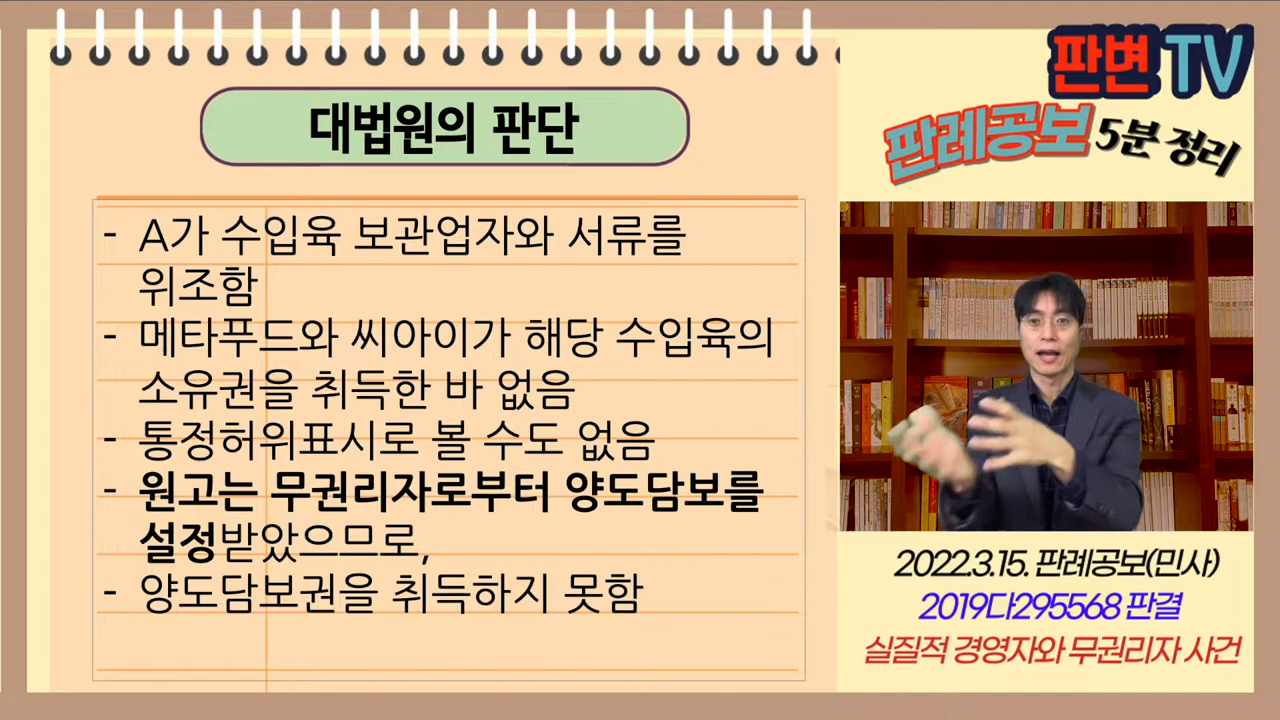 대법원의 판단
- A가 수입육 보관업자와 서류를
위조함
- 메타푸드와 씨아이가 해당 수입육의
소유권을 취득한 바 없음
- 통정허위표시로 볼 수도 없음
- 원고는 무권리자로부터 양도담보를
설정받았으므로,
- 양도담보권을 취득하지 못함
판변 TV
판례공보 5분 정리
2022.3.15. 판례공보(민사)
2019다295568 판결
실질적 경영자와 무권리자 사건